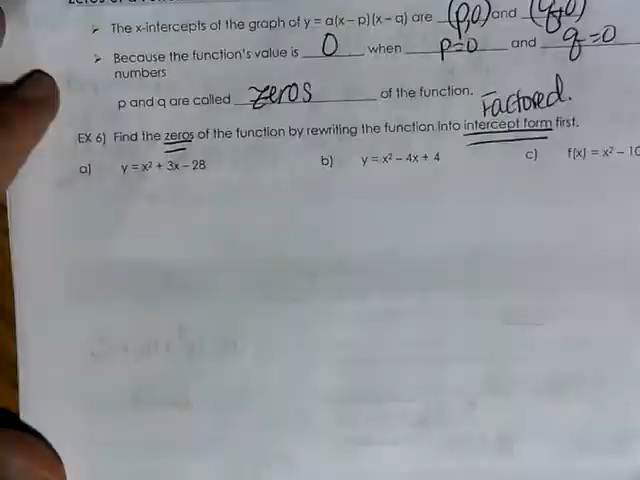 ➢ The x-intercepts of the graph of y = a(x – p)(x – q) are (p,0) and (q,0)
➢ Because the function's value is 0 when p=0 and q=0
numbers
p and q are called zeros of the function.
Factored.
EX 6) Find the zeros of the function by rewriting the function into intercept form first.
a) y = x² + 3x – 28 b) y = x² – 4x + 4 c) f(x) = x² – 10